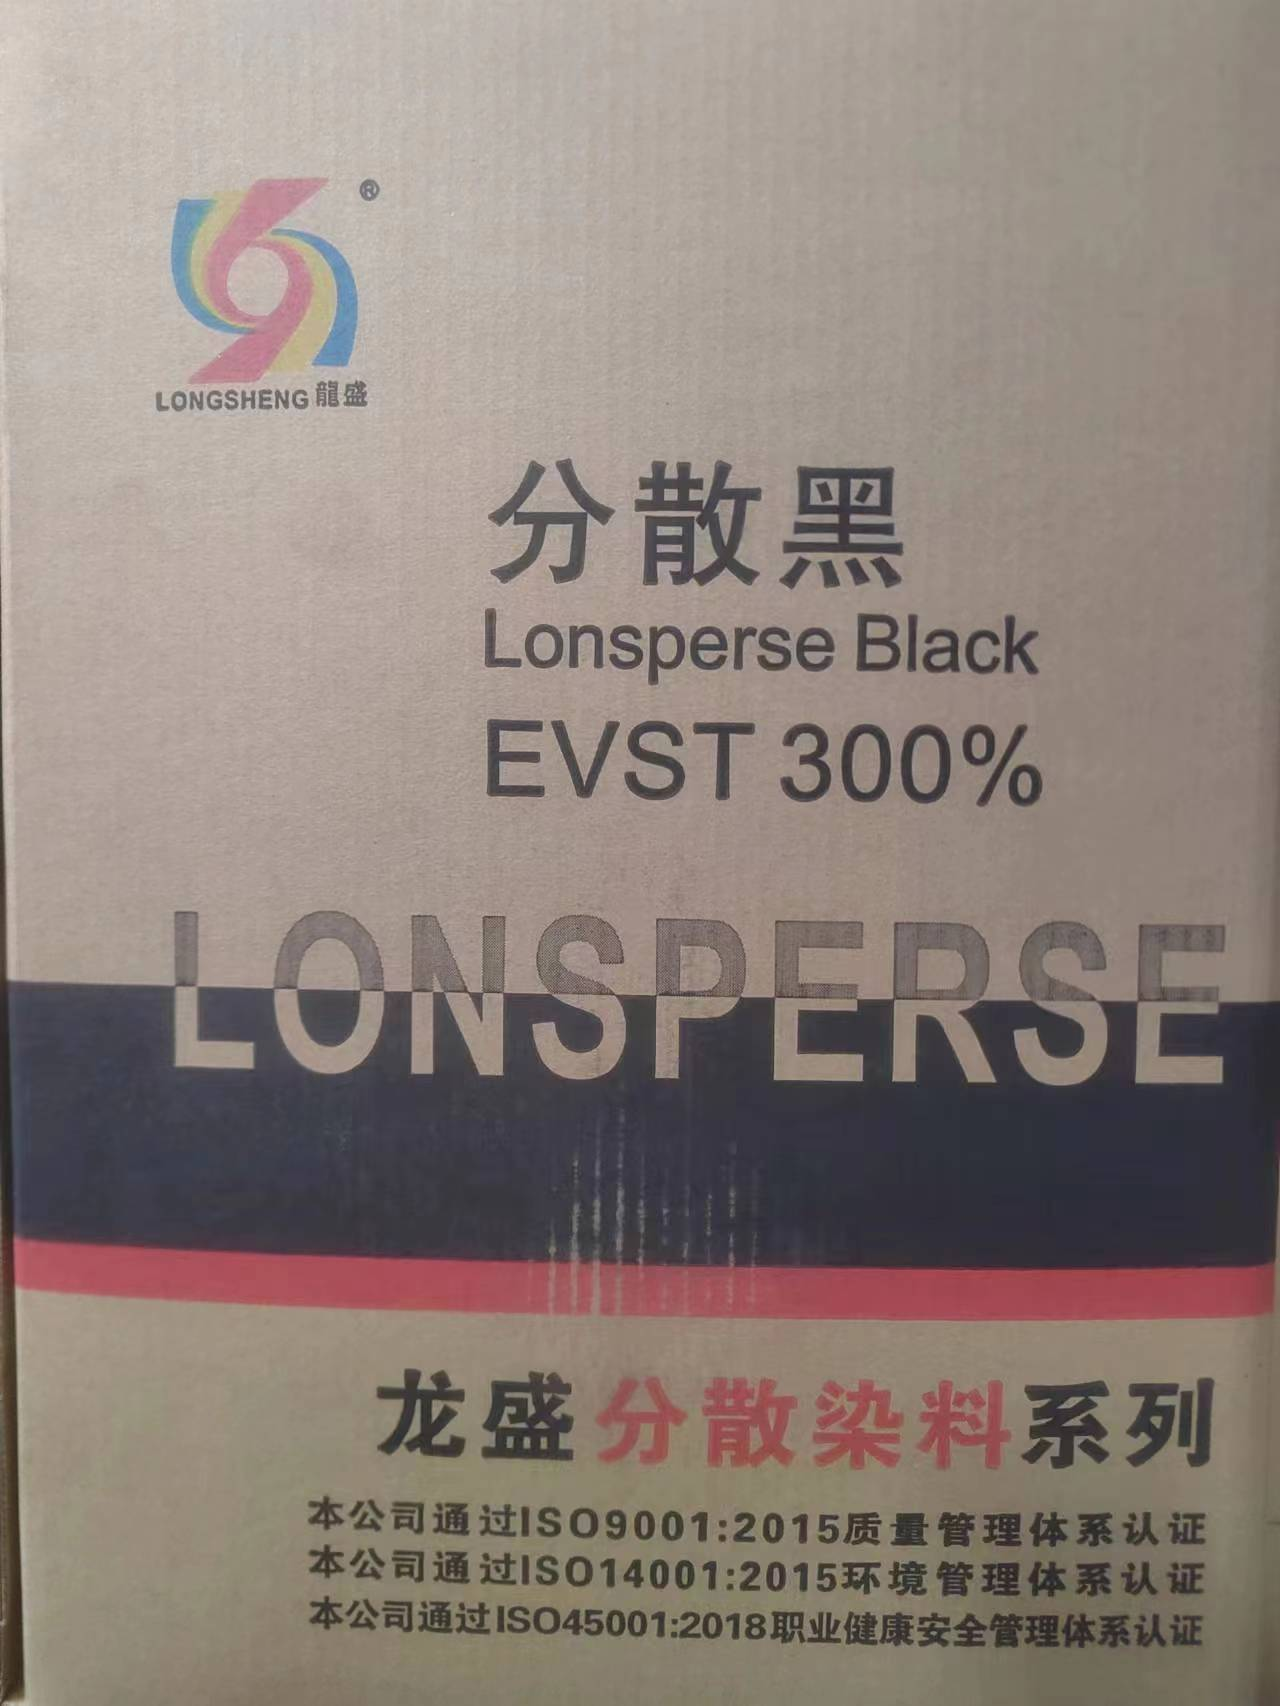 ®
LONGSHENG 龍盛
分散黑
Lonsperse Black
EVST 300%
LONSPERSE
龙盛分散染料系列
本公司通过ISO9001:2015质量管理体系认证
本公司通过ISO14001:2015环境管理体系认证
本公司通过ISO45001:2018职业健康安全管理体系认证